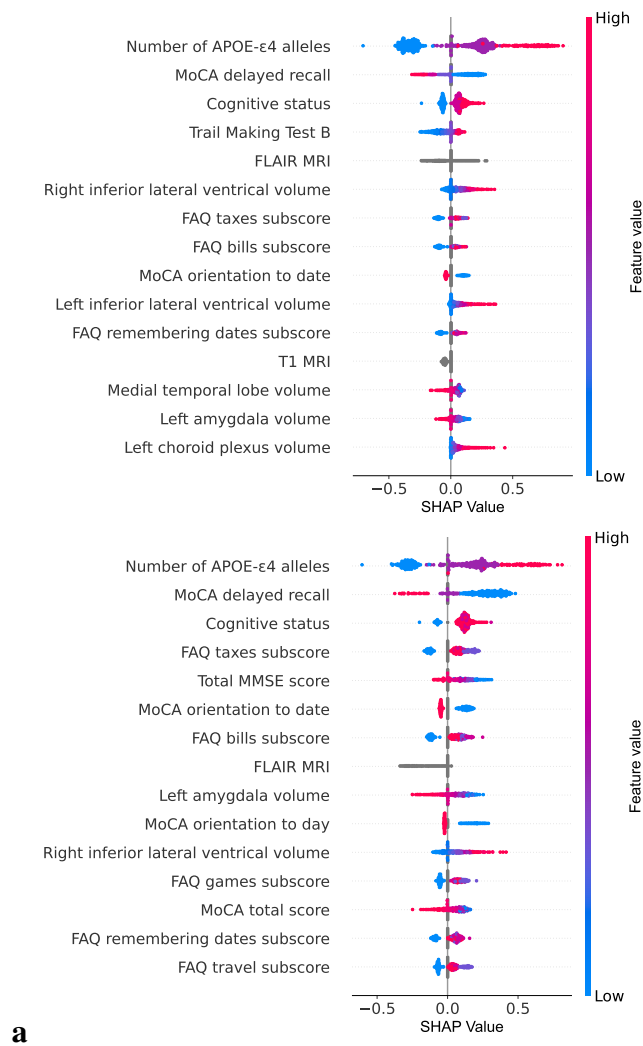 High
Number of APOE-ε4 alleles
MoCA delayed recall
Cognitive status
Trail Making Test B
FLAIR MRI
Right inferior lateral ventrical volume
FAQ taxes subscore
FAQ bills subscore
MoCA orientation to date
Left inferior lateral ventrical volume
FAQ remembering dates subscore
T1 MRI
Medial temporal lobe volume
Left amygdala volume
Left choroid plexus volume
Feature value
Low
−0.5 0.0 0.5
SHAP Value
High
Number of APOE-ε4 alleles
MoCA delayed recall
Cognitive status
FAQ taxes subscore
Total MMSE score
MoCA orientation to date
FAQ bills subscore
FLAIR MRI
Left amygdala volume
MoCA orientation to day
Right inferior lateral ventrical volume
FAQ games subscore
MoCA total score
FAQ remembering dates subscore
FAQ travel subscore
Feature value
Low
−0.5 0.0 0.5
SHAP Value
a